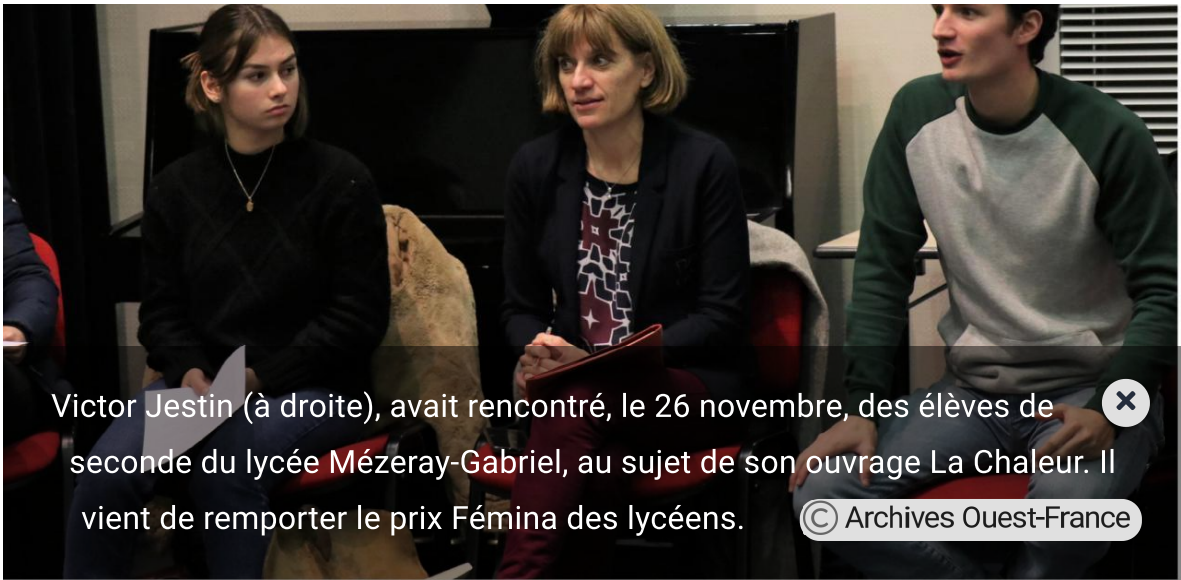 Victor Jestin (à droite), avait rencontré, le 26 novembre, des élèves de
seconde du lycée Mézeray-Gabriel, au sujet de son ouvrage La Chaleur. Il
vient de remporter le prix Fémina des lycéens.
© Archives Ouest-France